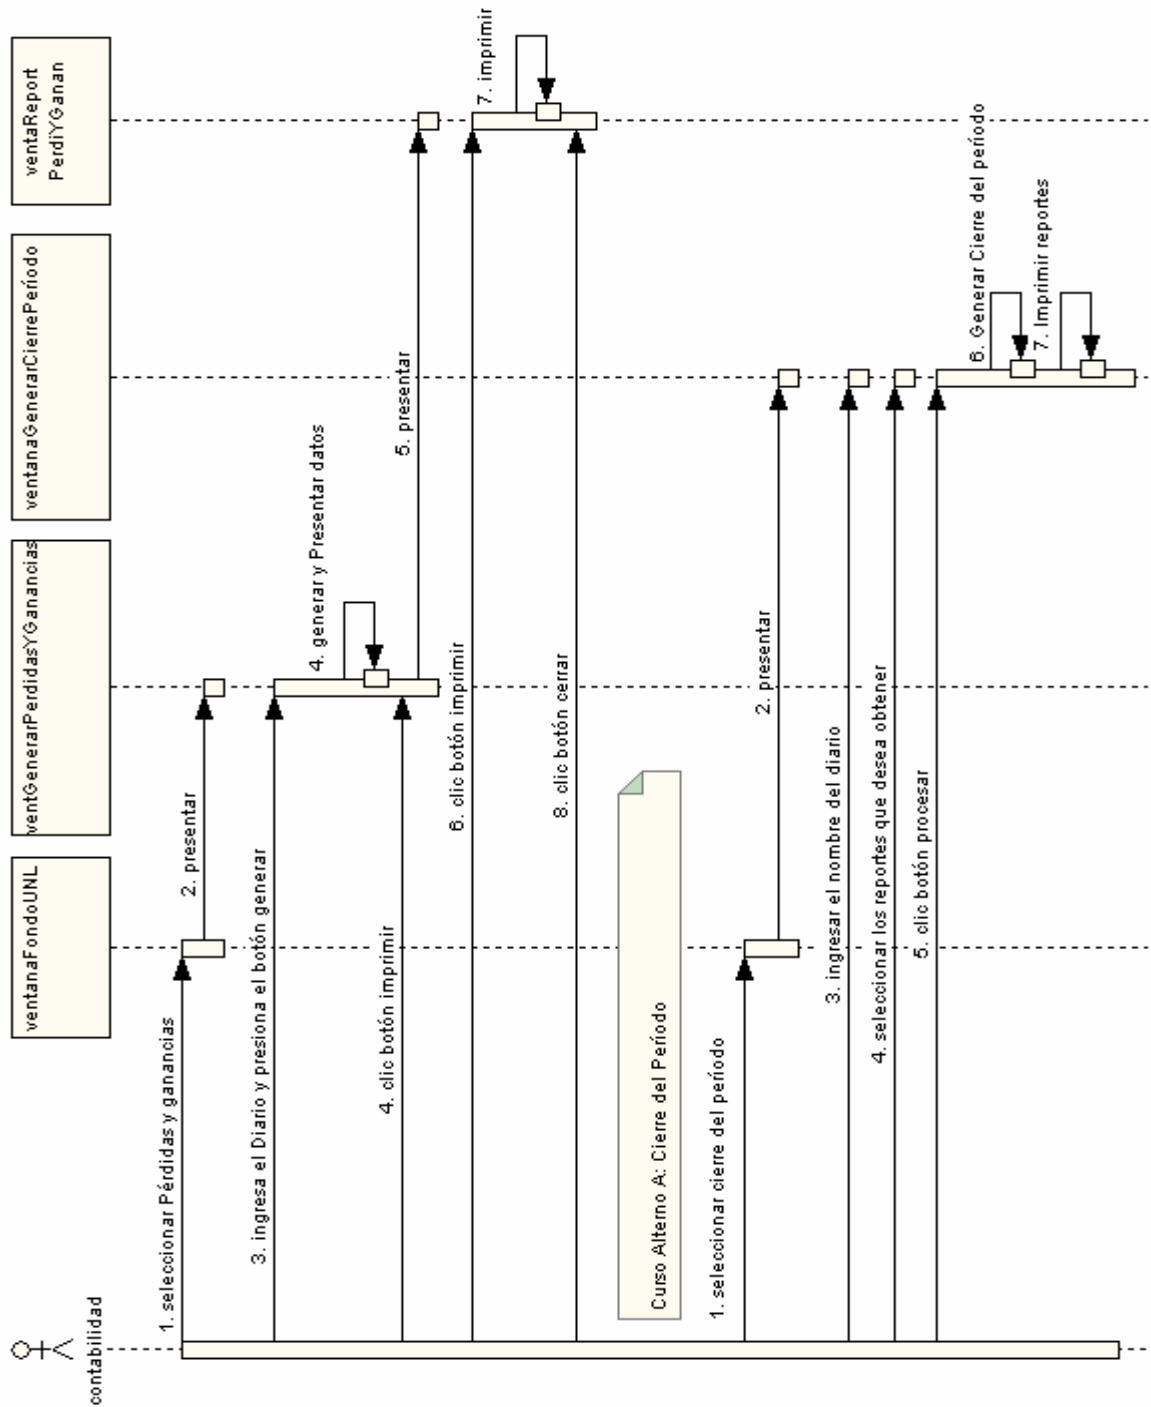 contabilidad
ventanaFondoUNL
ventGenerarPerdidasYGanancias
ventanaGenerarCierrePeríodo
ventaReport
PerdiYGanan
1. seleccionar Pérdidas y ganancias
2. presentar
3. ingresa el Diario y presiona el botón generar
4. generar y Presentar datos
4. clic botón imprimir
5. presentar
6. clic botón imprimir
7. imprimir
8. clic botón cerrar
Curso Alterno A: Cierre del Período
1. seleccionar cierre del período
2. presentar
3. ingresar el nombre del diario
4. seleccionar los reportes que desea obtener
5. clic botón procesar
6. Generar Cierre del período
7. Imprimir reportes